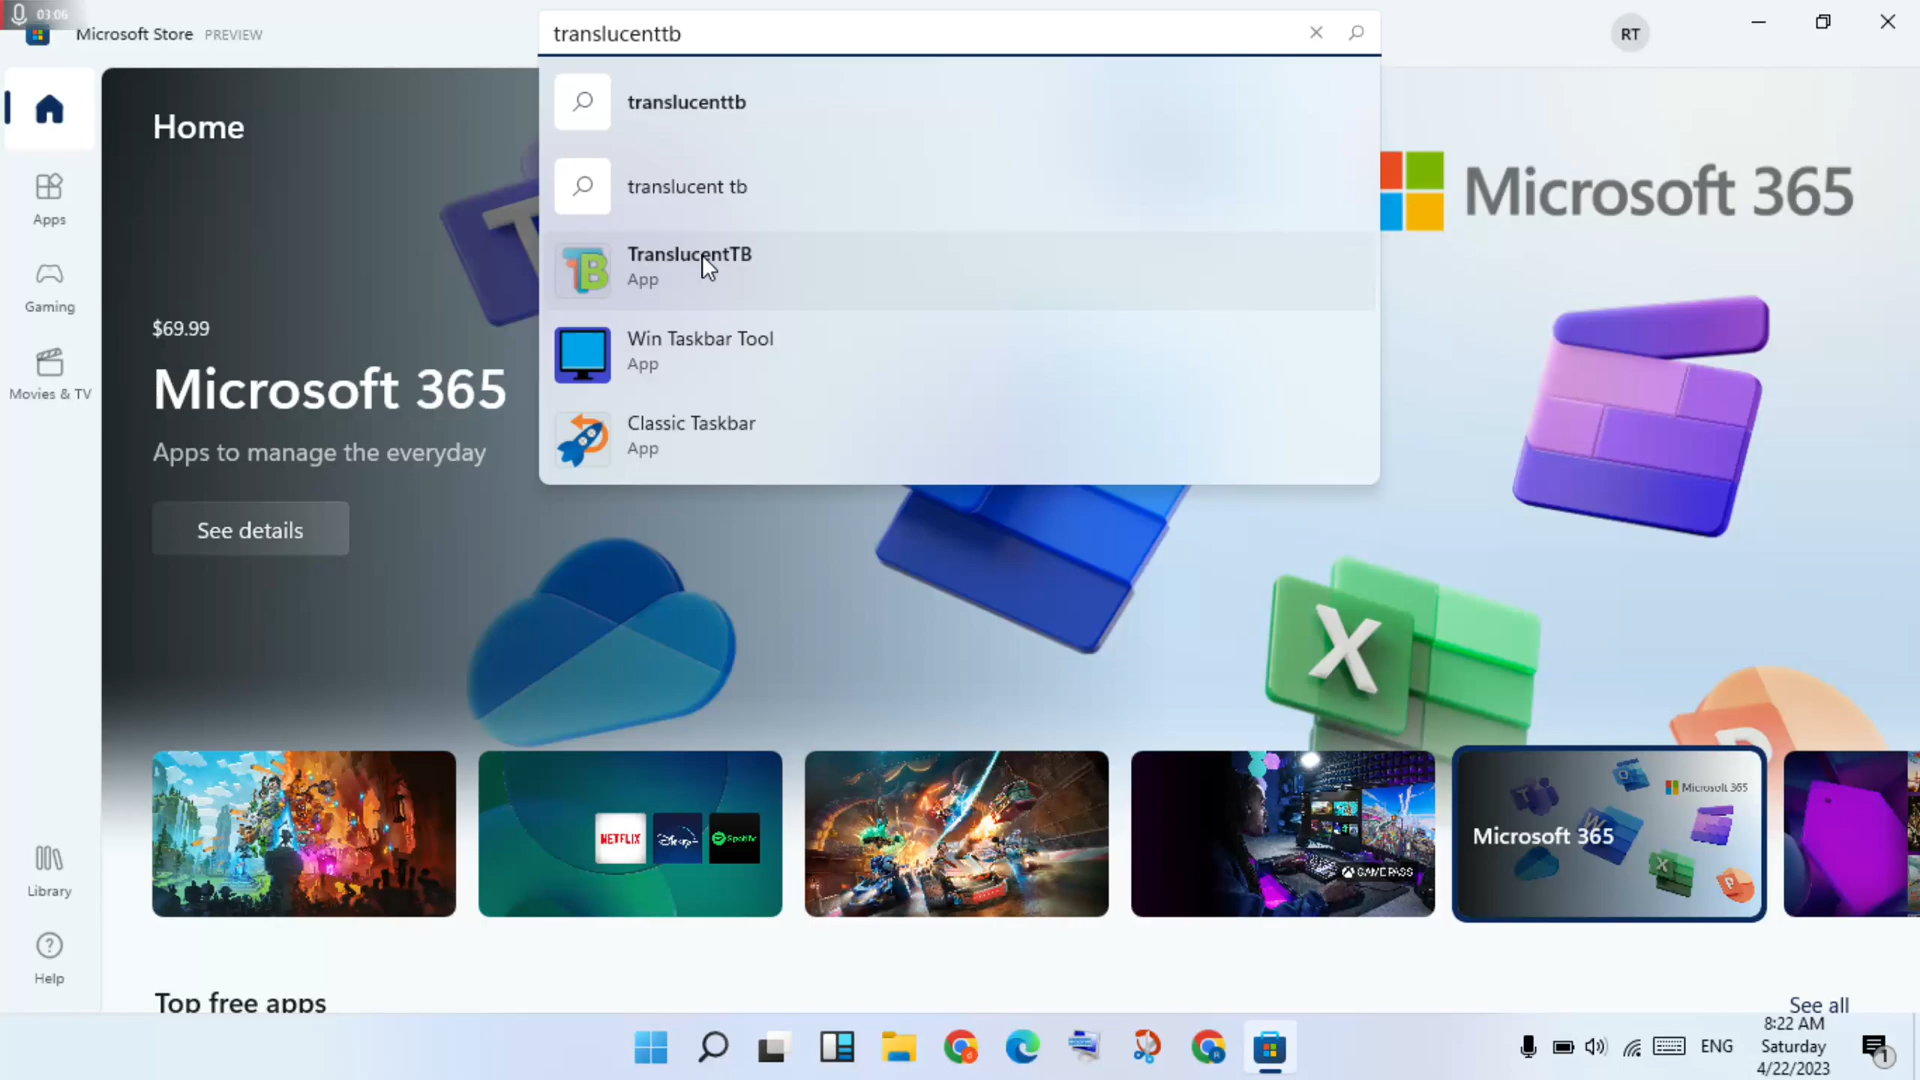 03:06
Microsoft Store PREVIEW
translucenttb
RT
Home
Apps
Gaming
Movies & TV
Library
Help
translucenttb
translucent tb
TranslucentTB
App
Win Taskbar Tool
App
Classic Taskbar
App
Microsoft 365
$69.99
Microsoft 365
Apps to manage the everyday
See details
NETFLIX
Disney+
Spotify
GAME PASS
Microsoft 365
Microsoft 365
Top free apps
See all
ENG
8:22 AM
Saturday
4/22/2023
1